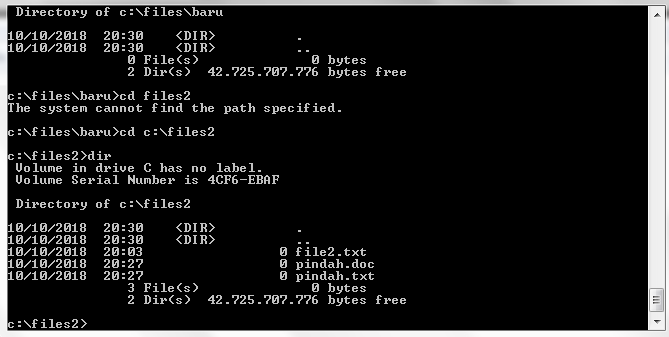 Directory of c:\files\baru
10/10/2018  20:30    <DIR>          .
10/10/2018  20:30    <DIR>          ..
               0 File(s)              0 bytes
               2 Dir(s)  42.725.707.776 bytes free
c:\files\baru>cd files2
The system cannot find the path specified.
c:\files\baru>cd c:\files2
c:\files2>dir
 Volume in drive C has no label.
 Volume Serial Number is 4CF6-EBAF
 Directory of c:\files2
10/10/2018  20:30    <DIR>          .
10/10/2018  20:30    <DIR>          ..
10/10/2018  20:03                 0 file2.txt
10/10/2018  20:27                 0 pindah.doc
10/10/2018  20:27                 0 pindah.txt
               3 File(s)              0 bytes
               2 Dir(s)  42.725.707.776 bytes free
c:\files2>